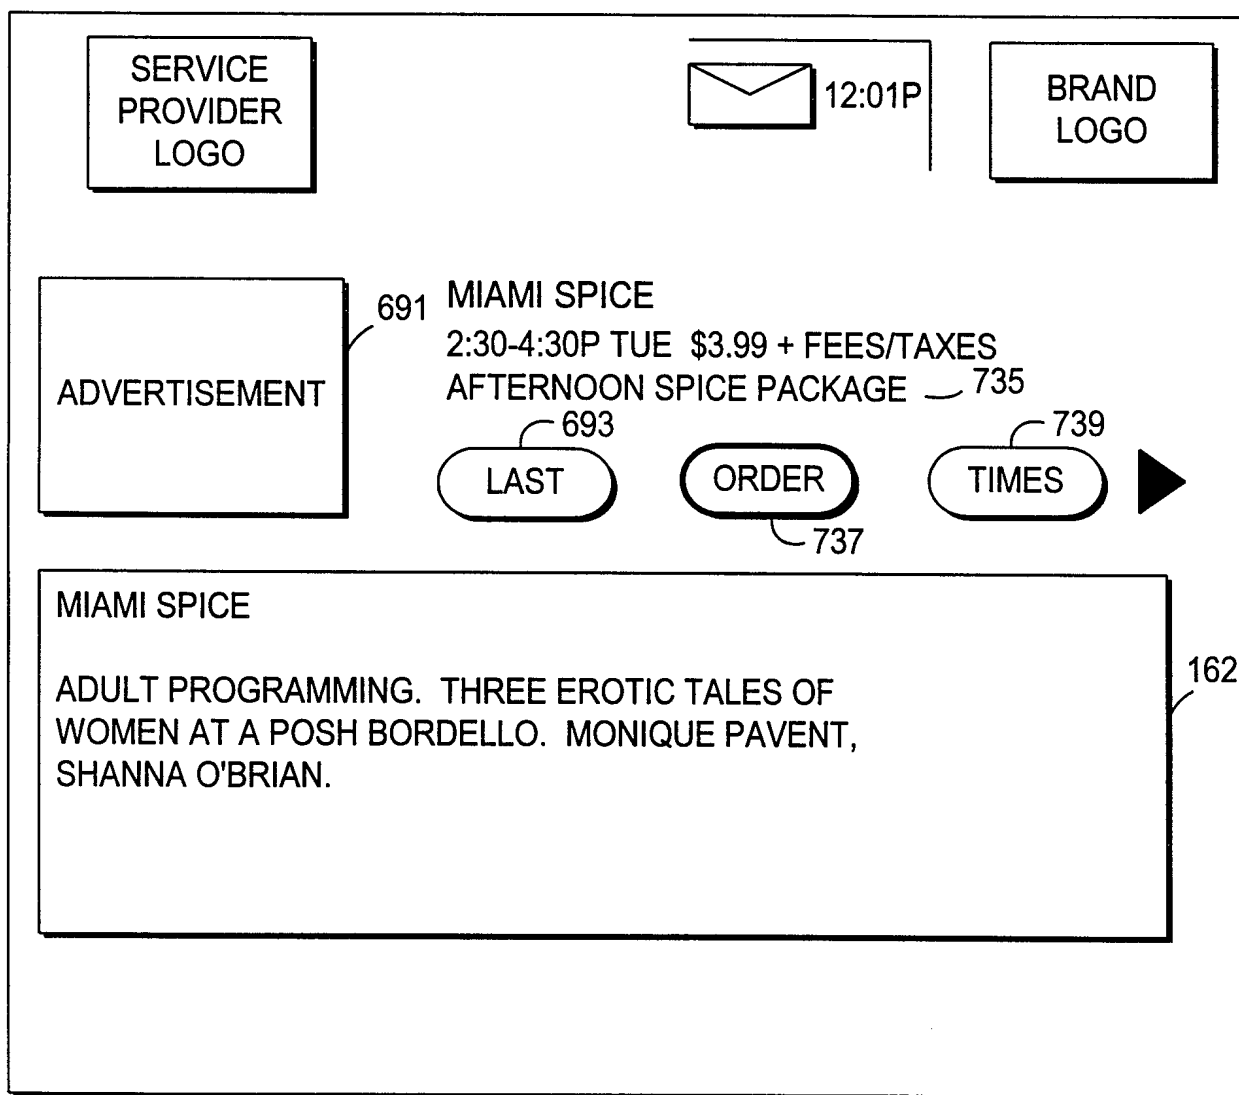 SERVICE
PROVIDER
LOGO
12:01P
BRAND
LOGO
ADVERTISEMENT
691
MIAMI SPICE
2:30-4:30P TUE $3.99 + FEES/TAXES
AFTERNOON SPICE PACKAGE 735
693
739
LAST ORDER TIMES
737
MIAMI SPICE
ADULT PROGRAMMING. THREE EROTIC TALES OF
WOMEN AT A POSH BORDELLO. MONIQUE PAVENT,
SHANNA O'BRIAN.
162